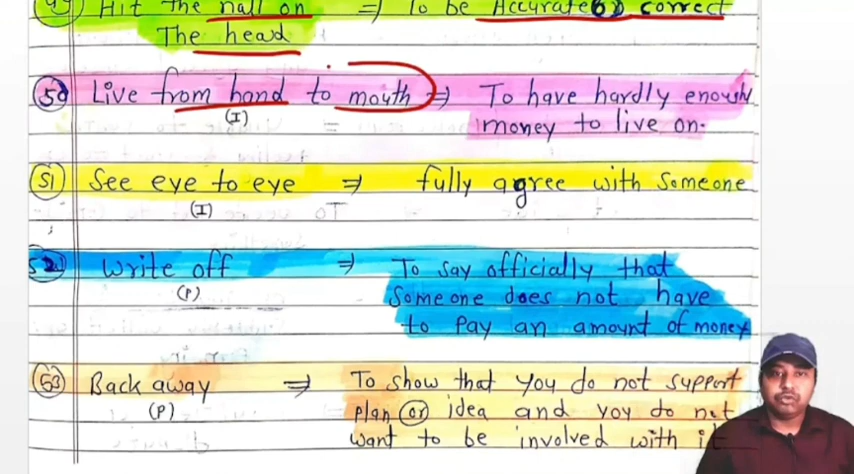 49) Hit the nail on ⇒ To be Accurate or correct
The head
50 Live from hand to mouth ⇒ To have hardly enough
(I) money to live on.
51 See eye to eye ⇒ fully agree with someone
(I) To
52 Write off ⇒ To say officially that
(P) someone does not have
to pay an amount of money
53 Back away ⇒ To show that you do not support
(P) plan or idea and you do not
want to be involved with it